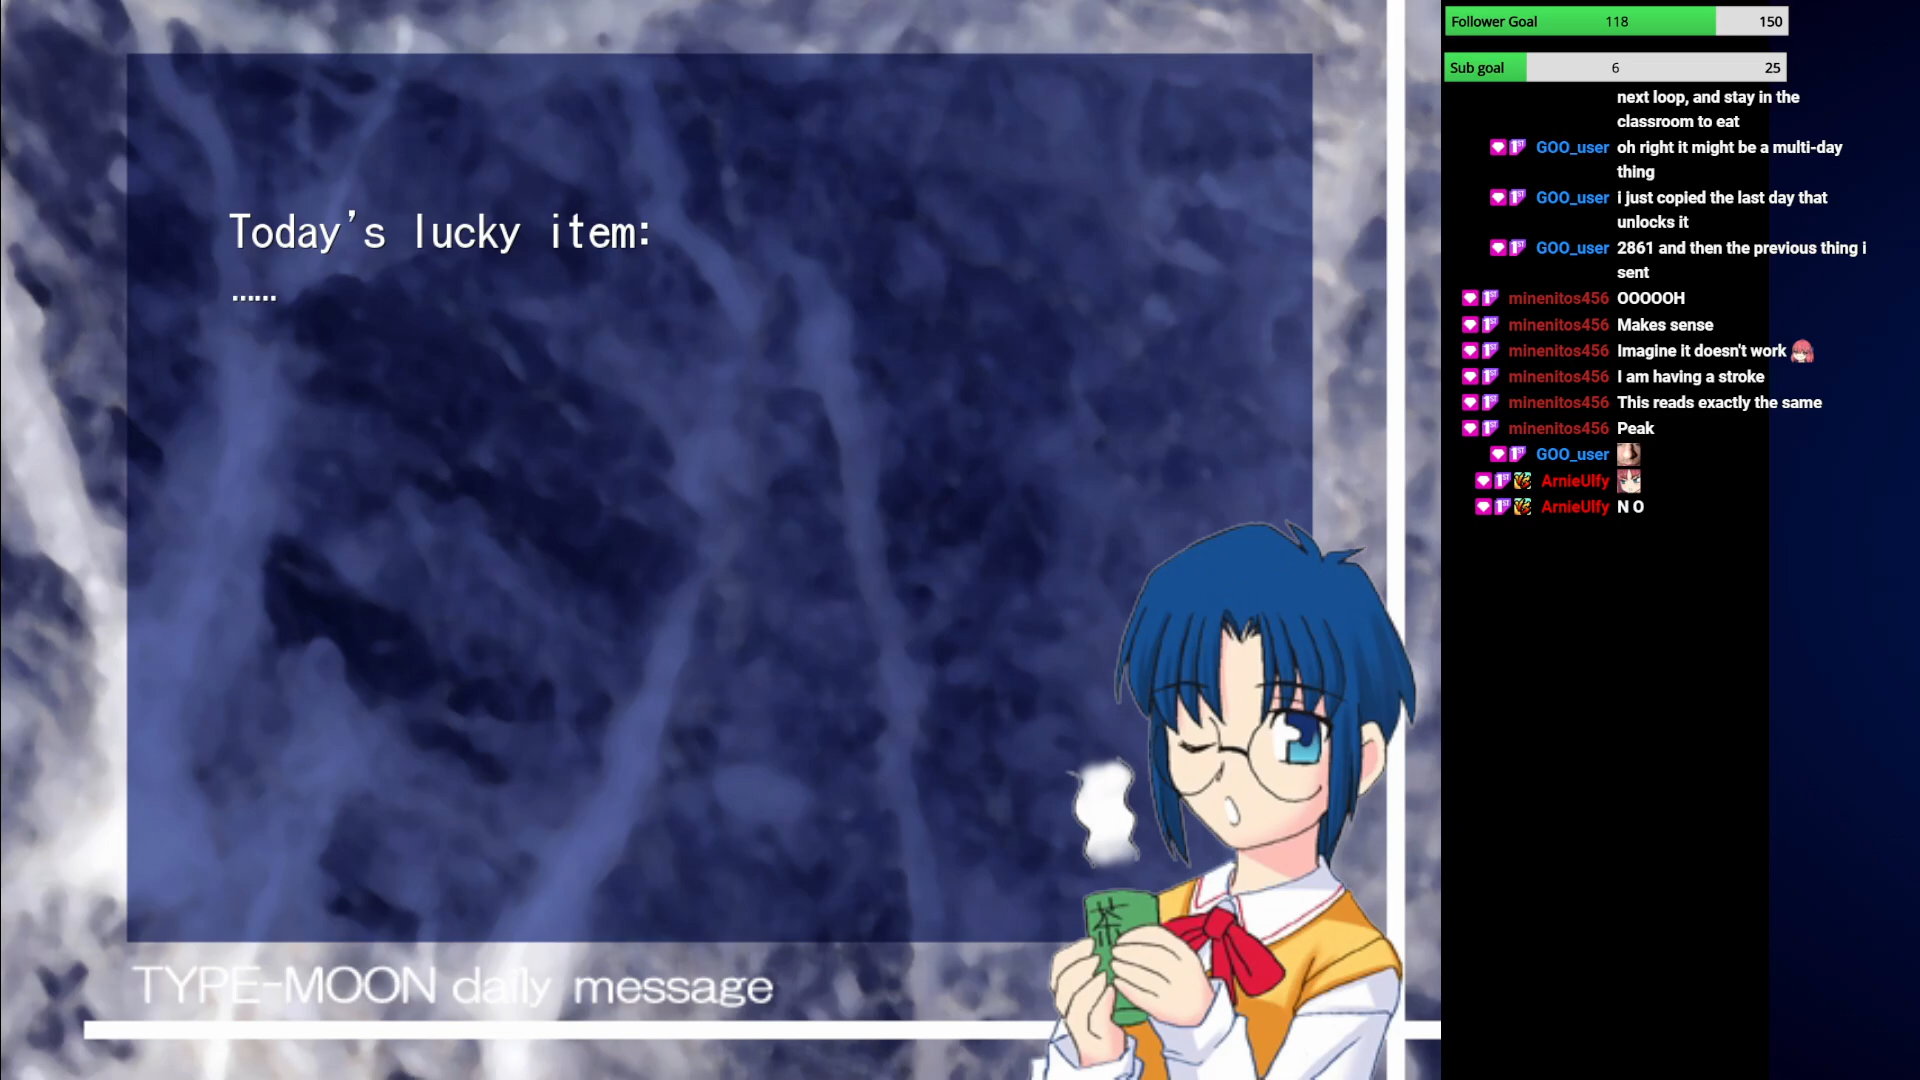 Today's lucky item:
……
茶
TYPE-MOON daily message
Follower Goal 118 150
Sub goal 6 25
next loop, and stay in the
classroom to eat
GOO_user oh right it might be a multi-day
thing
GOO_user i just copied the last day that
unlocks it
GOO_user 2861 and then the previous thing i
sent
minenitos456 OOOOOH
minenitos456 Makes sense
minenitos456 Imagine it doesn't work
minenitos456 I am having a stroke
minenitos456 This reads exactly the same
minenitos456 Peak
GOO_user
ArnieUlfy
ArnieUlfy N O